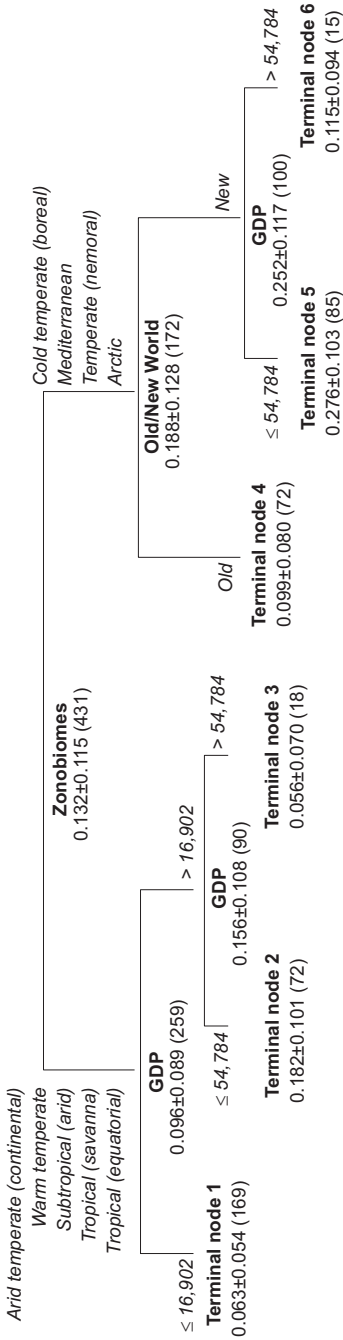 Arid temperate (continental)
Warm temperate
Subtropical (arid)
Tropical (savanna)
Tropical (equatorial)
Zonobiomes
0.132±0.115 (431)
Cold temperate (boreal)
Mediterranean
Temperate (nemoral)
Arctic
GDP
0.096±0.089 (259)
Old/New World
0.188±0.128 (172)
≤ 16,902
> 16,902
Old
New
Terminal node 1
0.063±0.054 (169)
GDP
0.156±0.108 (90)
Terminal node 4
0.099±0.080 (72)
GDP
0.252±0.117 (100)
≤ 54,784
> 54,784
≤ 54,784
> 54,784
Terminal node 2
0.182±0.101 (72)
Terminal node 3
0.056±0.070 (18)
Terminal node 5
0.276±0.103 (85)
Terminal node 6
0.115±0.094 (15)